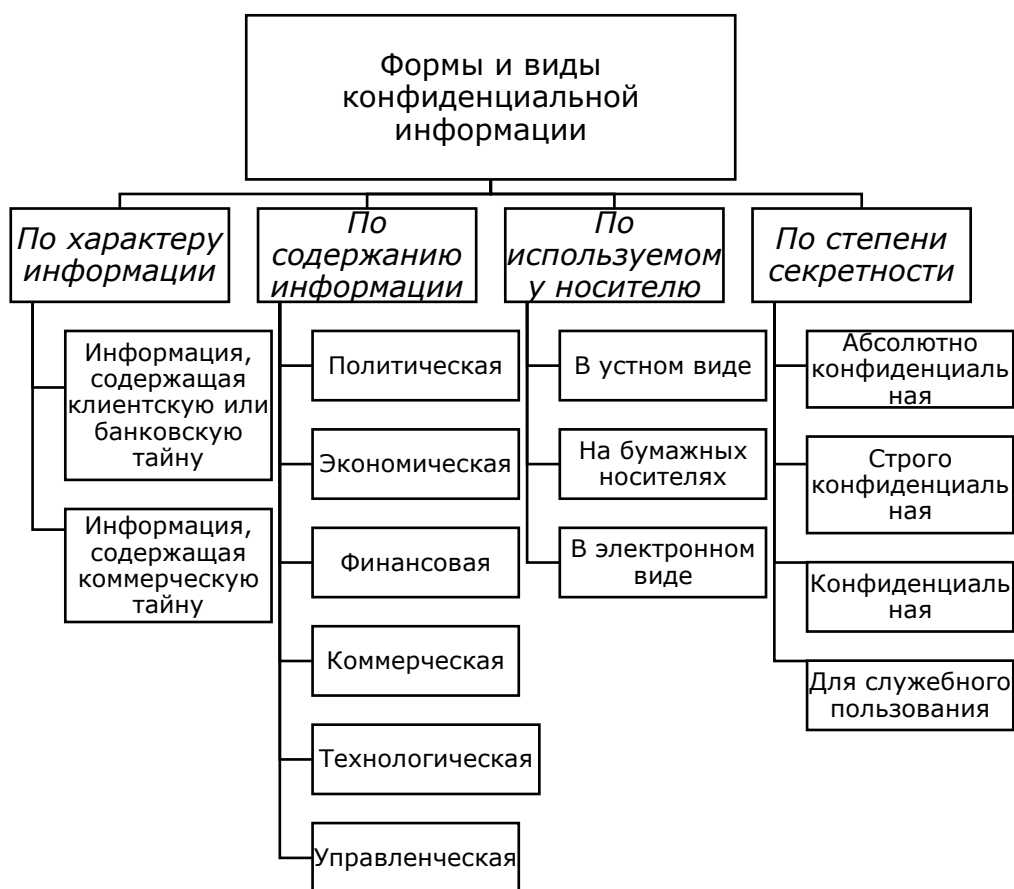 Формы и виды
конфиденциальной
информации
По характеру
информации
По
содержанию
информации
По
используемом
у носителю
По степени
секретности
Информация,
содержащая
клиентскую или
банковскую
тайну
Информация,
содержащая
коммерческую
тайну
Политическая
Экономическая
Финансовая
Коммерческая
Технологическая
Управленческая
В устном виде
На бумажных
носителях
В электронном
виде
Абсолютно
конфиденциаль
ная
Строго
конфиденциаль
ная
Конфиденциаль
ная
Для служебного
пользования